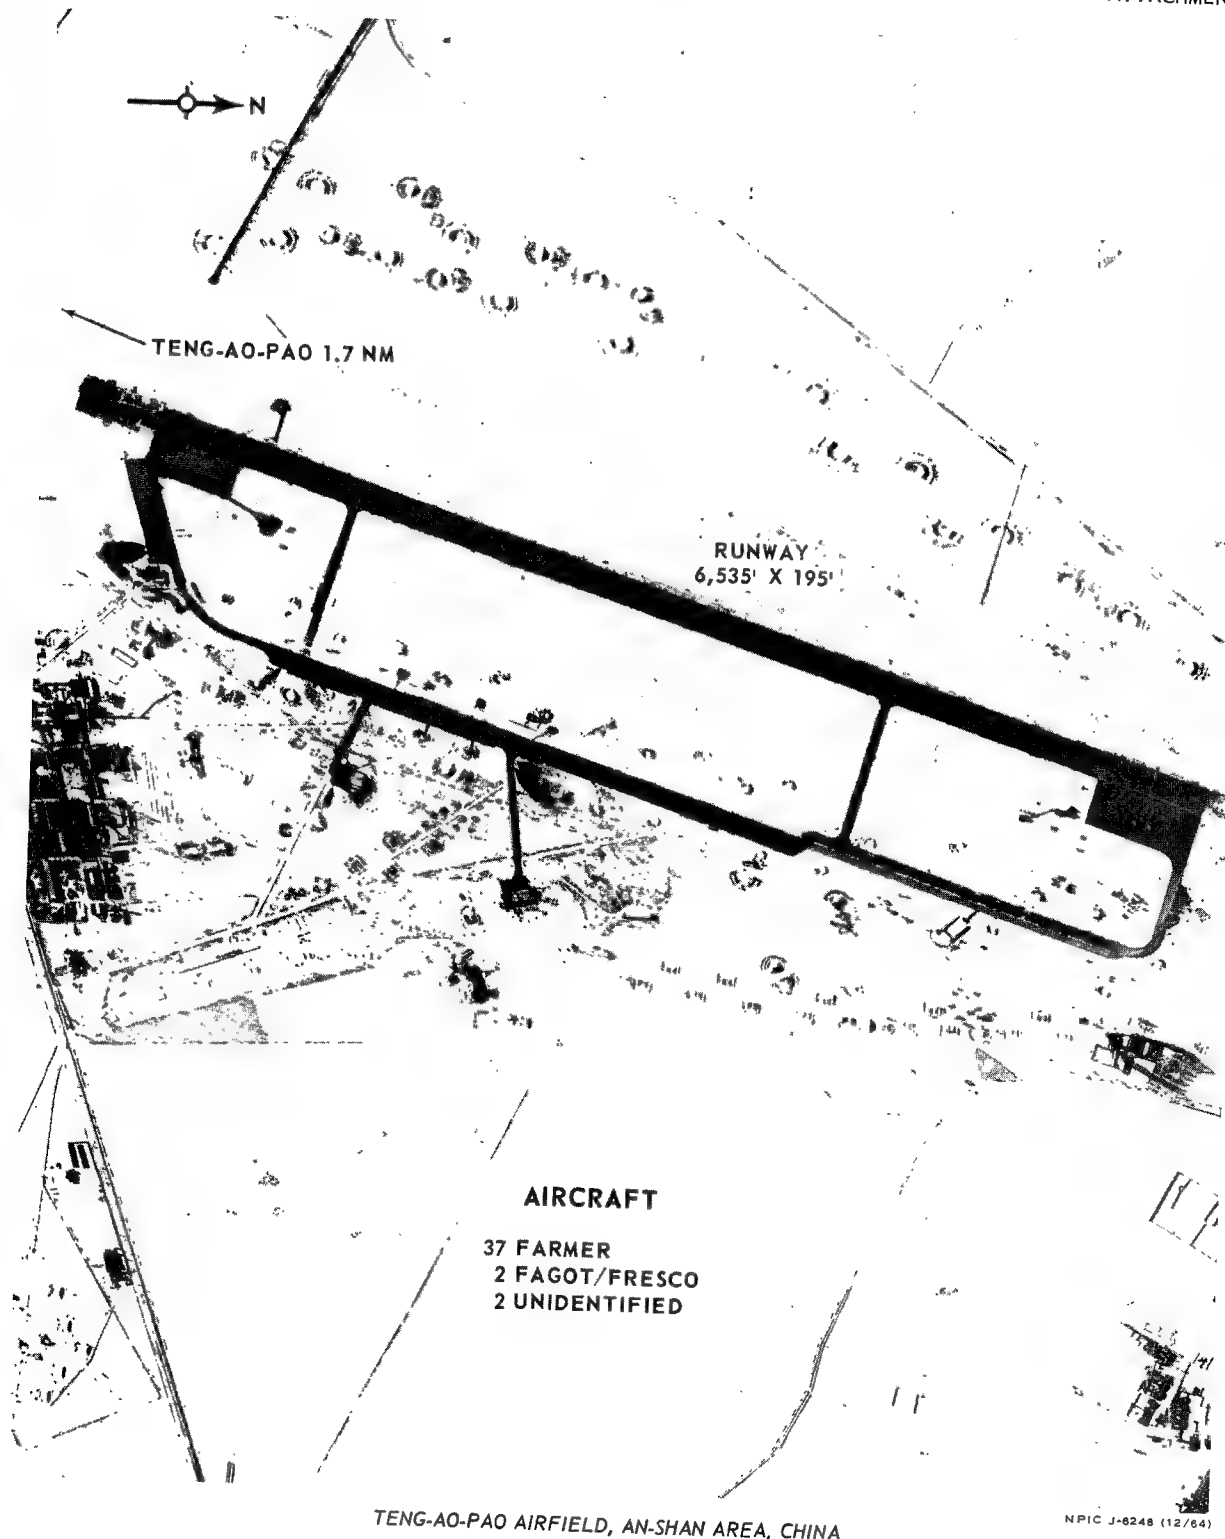 N
TENG-AO-PAO 1.7 NM
RUNWAY
6,535' X 195'
AIRCRAFT
37 FARMER
2 FAGOT/FRESCO
2 UNIDENTIFIED
TENG-AO-PAO AIRFIELD, AN-SHAN AREA, CHINA
NPIC J-6248 (12/64)